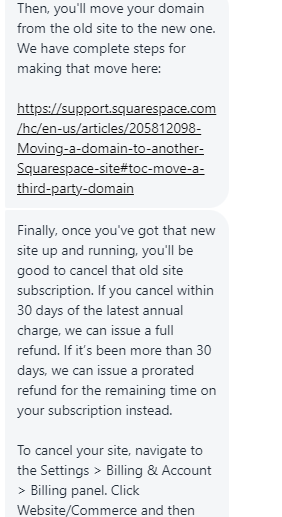 Then, you'll move your domain
from the old site to the new one.
We have complete steps for
making that move here:
https://support.squarespace.com
/hc/en-us/articles/205812098-
Moving-a-domain-to-another-
Squarespace-site#toc-move-a-
third-party-domain
Finally, once you've got that new
site up and running, you'll be
good to cancel that old site
subscription. If you cancel within
30 days of the latest annual
charge, we can issue a full
refund. If it's been more than 30
days, we can issue a prorated
refund for the remaining time on
your subscription instead.
To cancel your site, navigate to
the Settings > Billing & Account
> Billing panel. Click
Website/Commerce and then